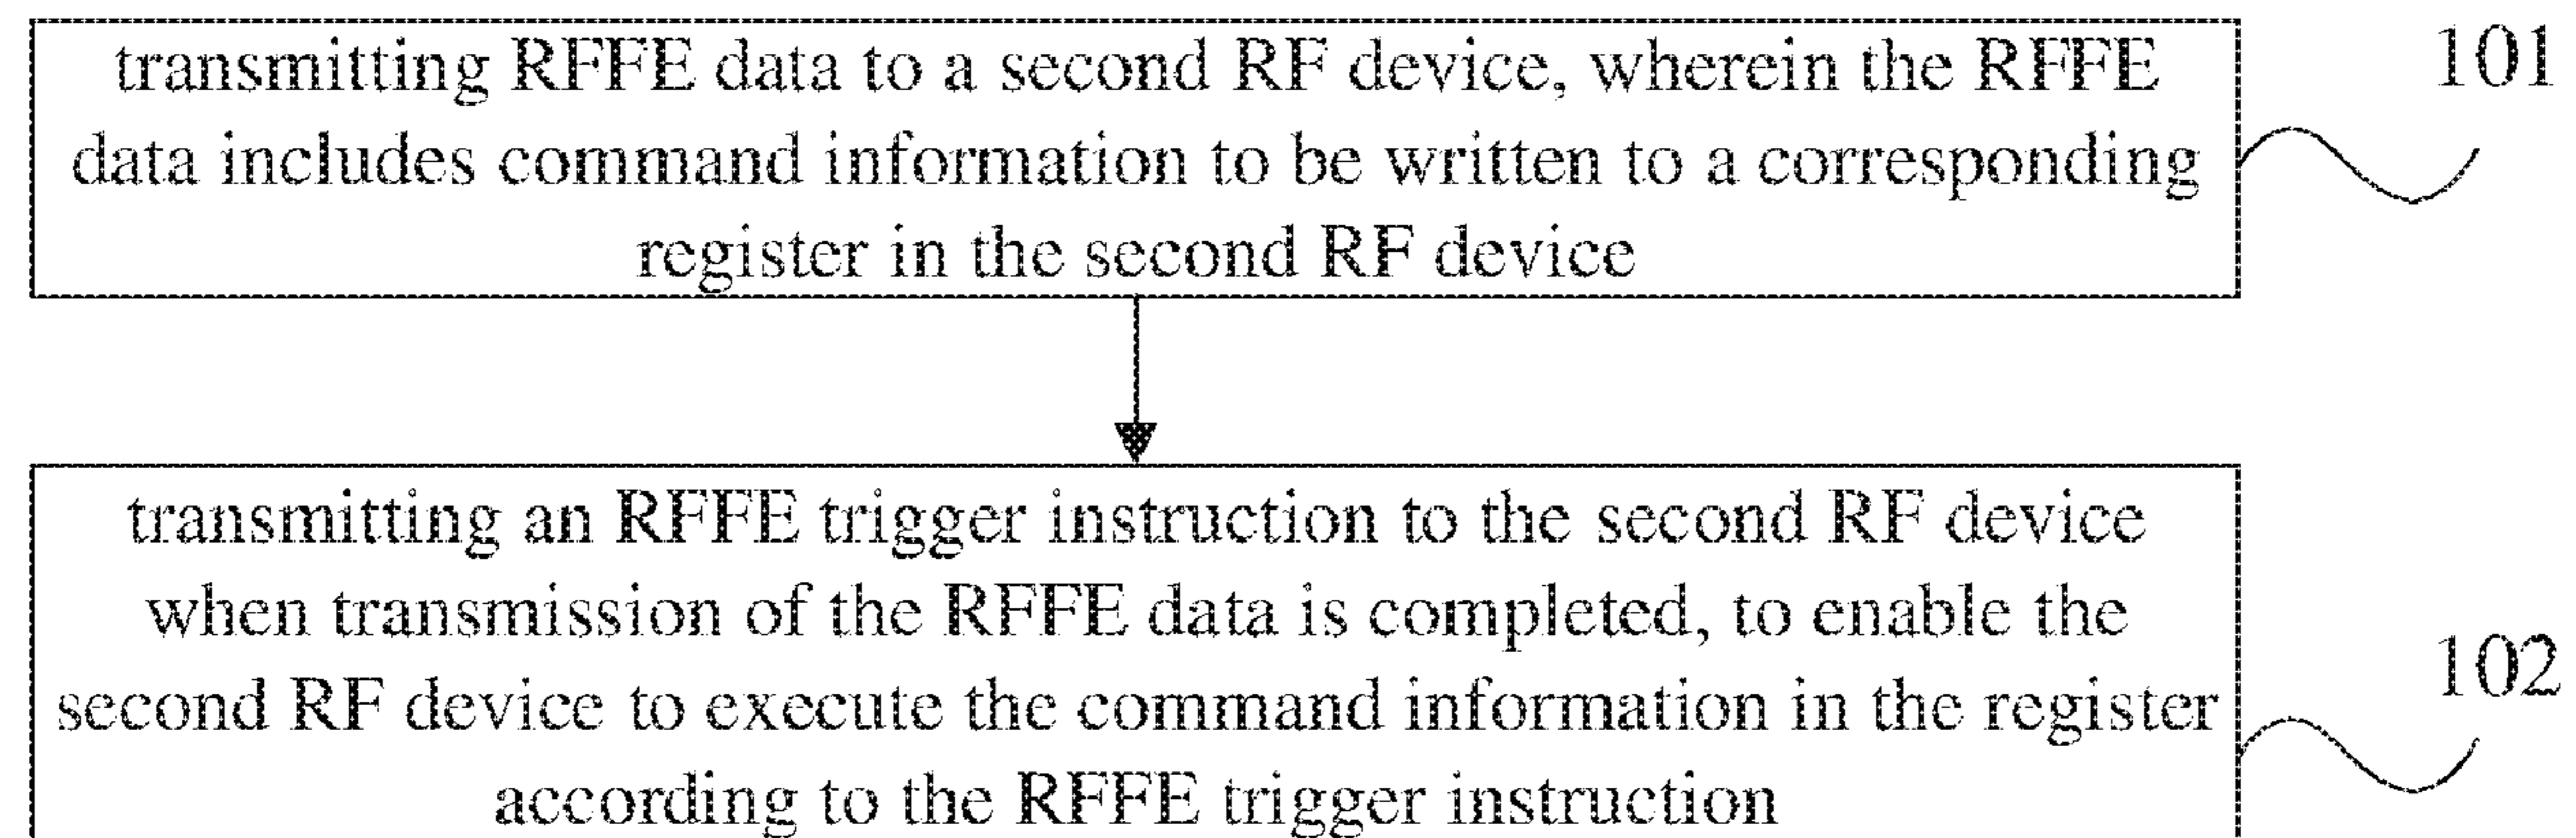 transmitting RFFE data to a second RF device, wherein the RFFE
data includes command information to be written to a corresponding
register in the second RF device
101
transmitting an RFFE trigger instruction to the second RF device
when transmission of the RFFE data is completed, to enable the
second RF device to execute the command information in the register
according to the RFFE trigger instruction
102